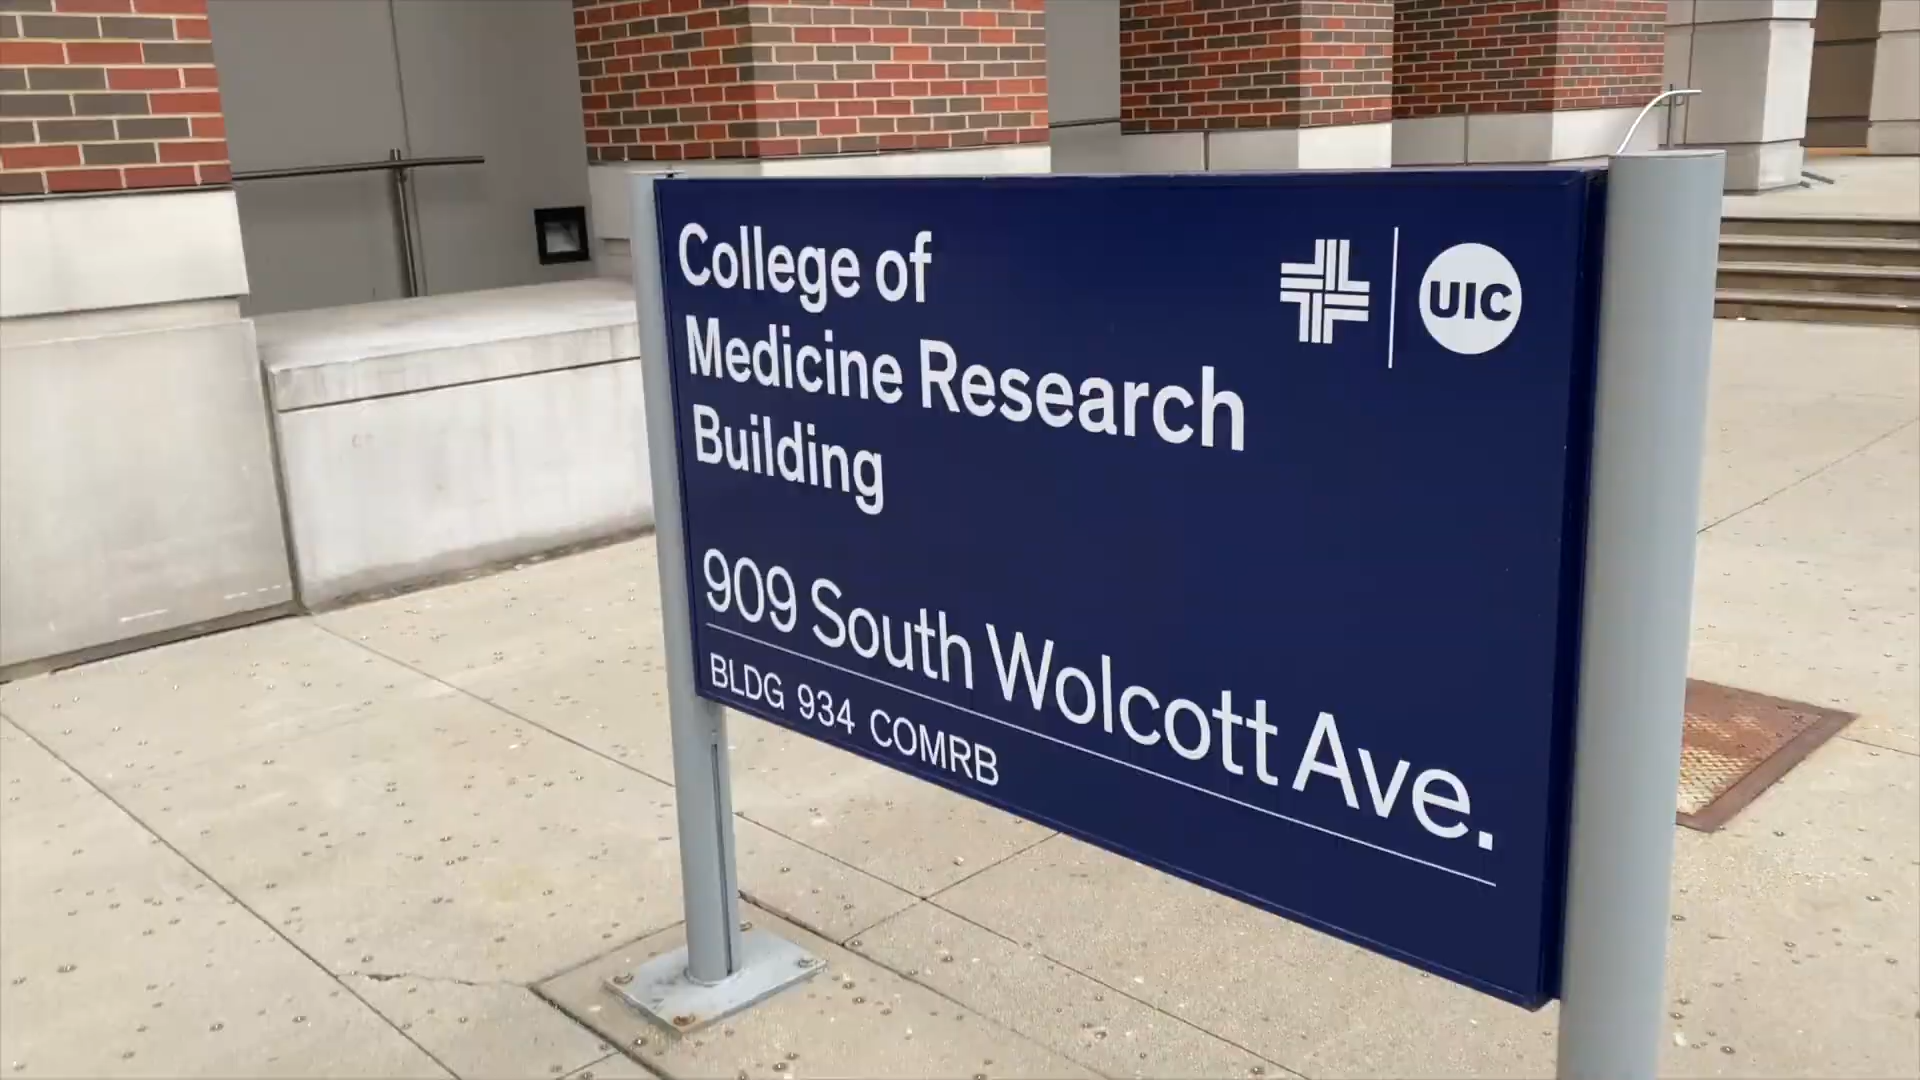 College of
Medicine Research
Building
UIC
909 South Wolcott Ave.
BLDG 934 COMRB